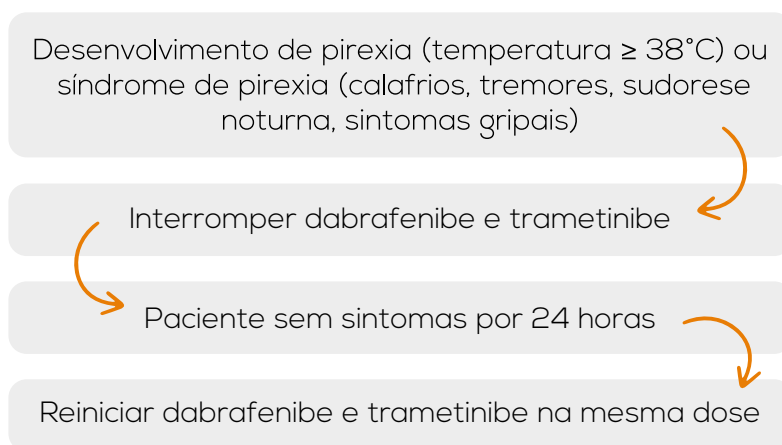 Desenvolvimento de pirexia (temperatura ≥ 38°C) ou
síndrome de pirexia (calafrios, tremores, sudorese
noturna, sintomas gripais)
Interromper dabrafenibe e trametinibe
Paciente sem sintomas por 24 horas
Reiniciar dabrafenibe e trametinibe na mesma dose